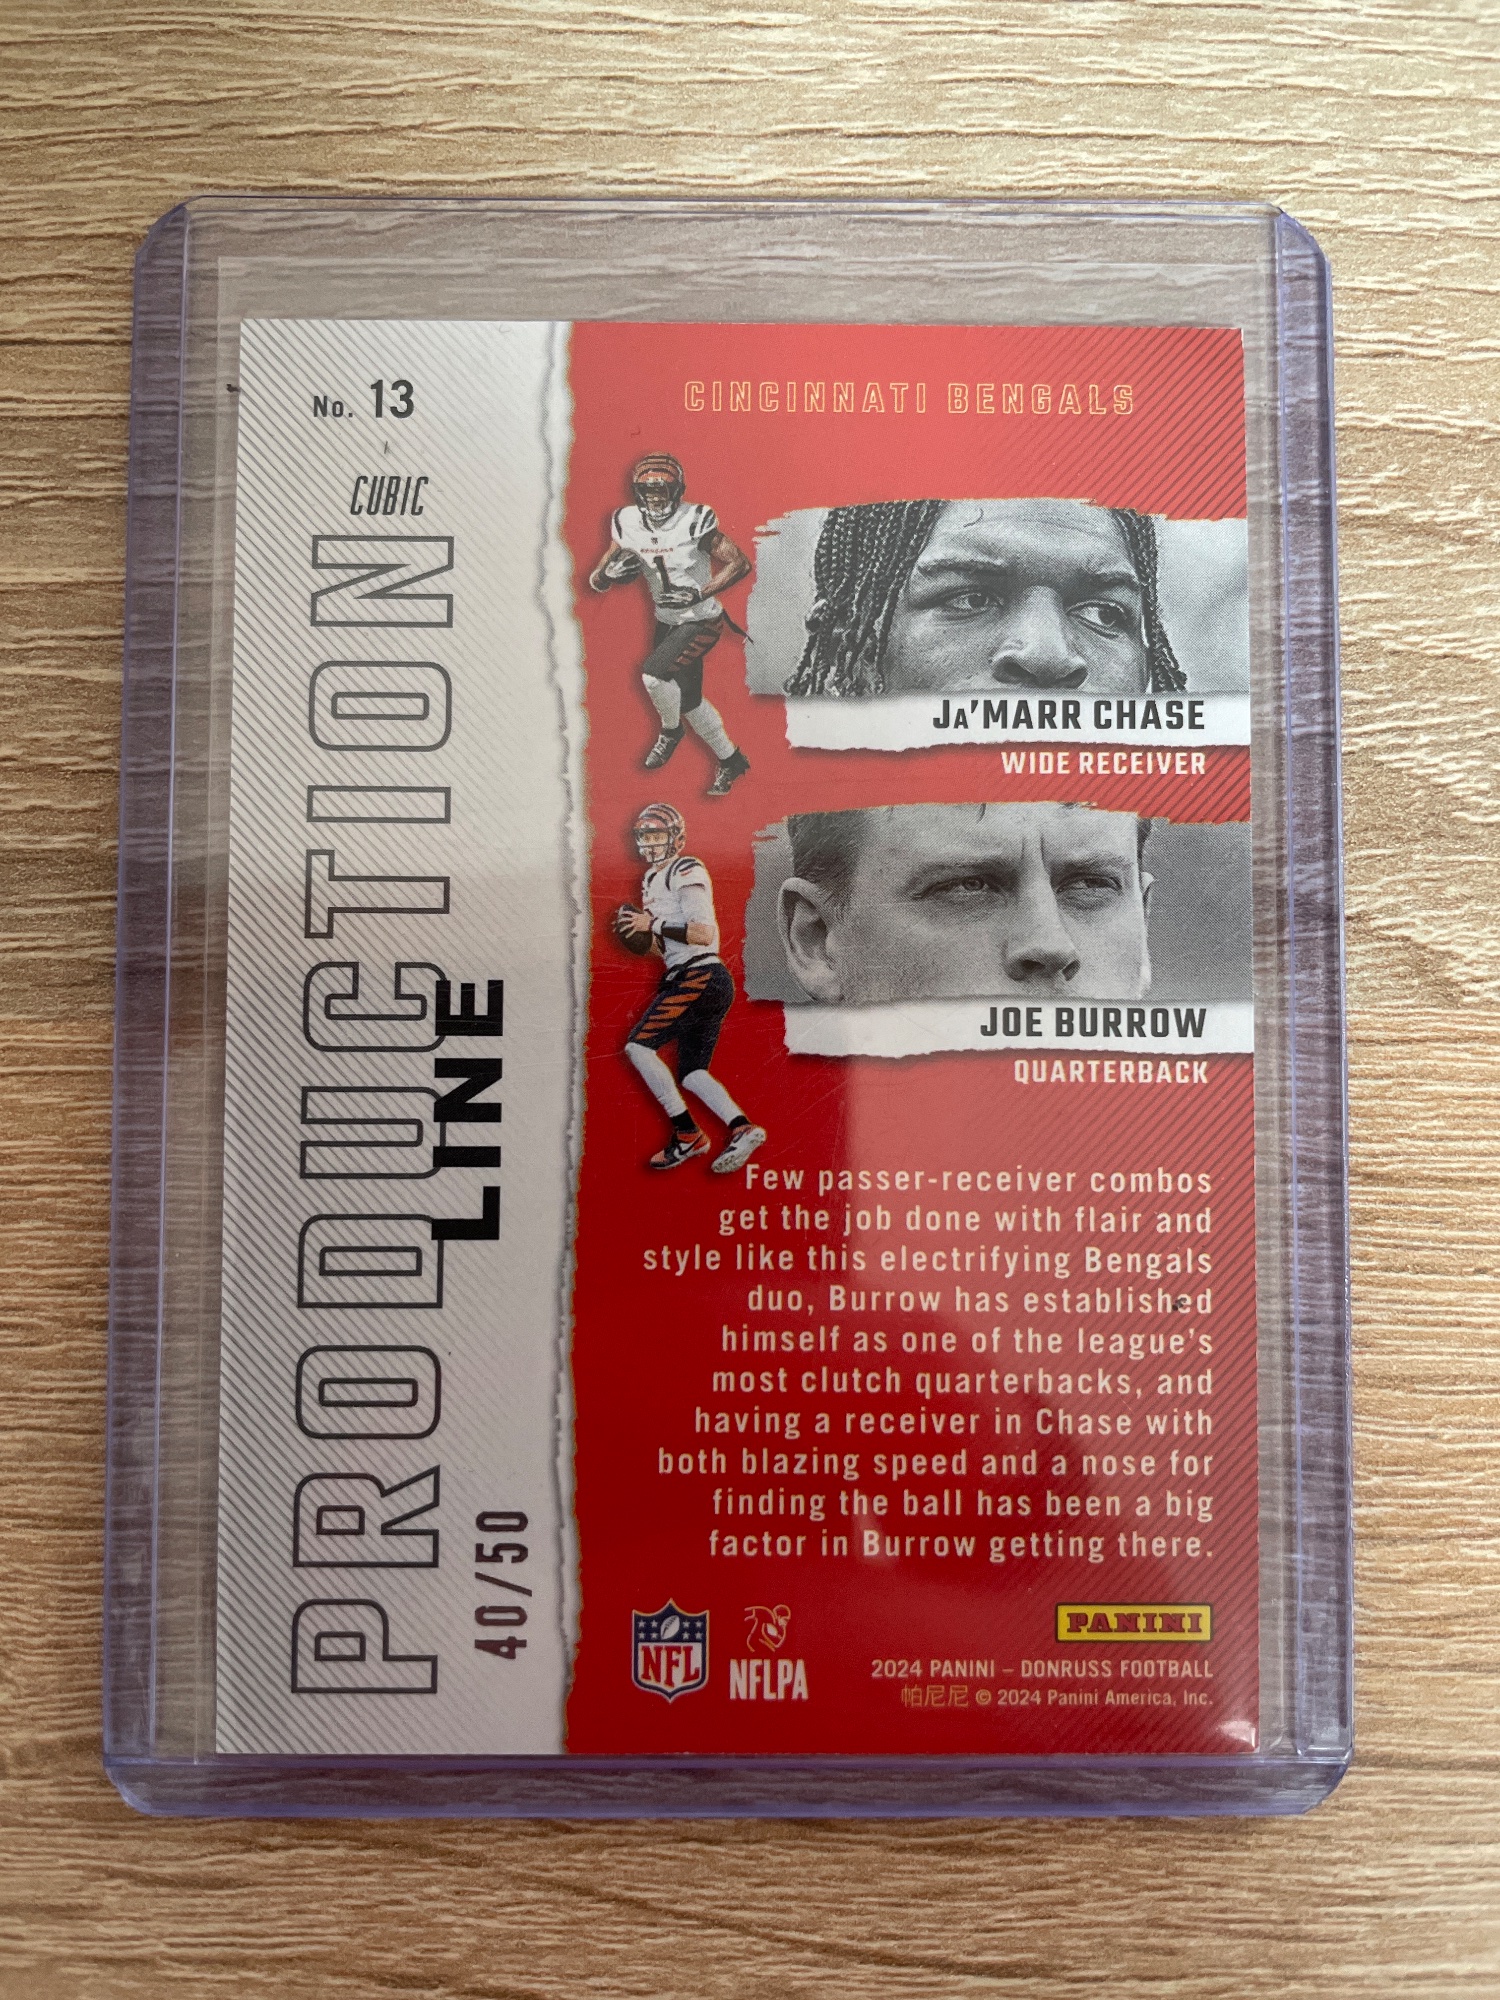 No. 13
CUBIC
PRODUCTION
LINE
40/50
CINCINNATI BENGALS
BENGALS
1
JA'MARR CHASE
WIDE RECEIVER
JOE BURROW
QUARTERBACK
Few passer-receiver combos
get the job done with flair and
style like this electrifying Bengals
duo, Burrow has established
himself as one of the league's
most clutch quarterbacks, and
having a receiver in Chase with
both blazing speed and a nose for
finding the ball has been a big
factor in Burrow getting there.
NFL
NFLPA
PANINI
2024 PANINI – DONRUSS FOOTBALL
帕尼尼 © 2024 Panini America, Inc.